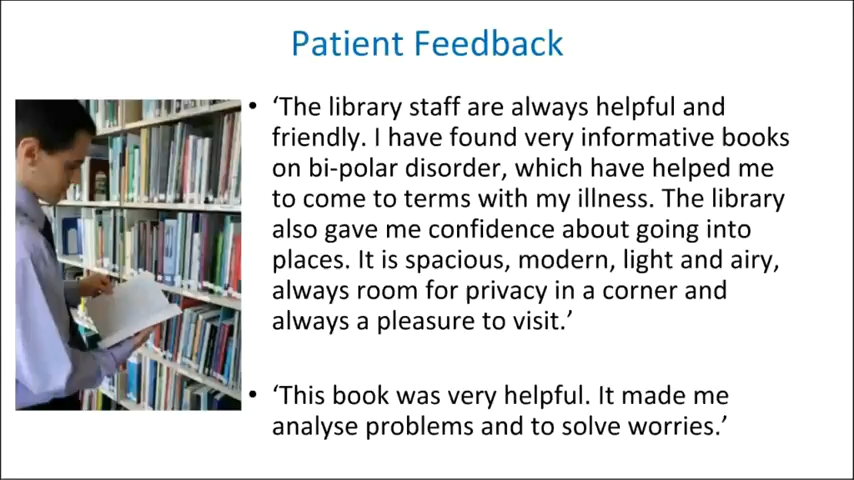 Patient Feedback
• ‘The library staff are always helpful and
friendly. I have found very informative books
on bi-polar disorder, which have helped me
to come to terms with my illness. The library
also gave me confidence about going into
places. It is spacious, modern, light and airy,
always room for privacy in a corner and
always a pleasure to visit.’
• ‘This book was very helpful. It made me
analyse problems and to solve worries.’